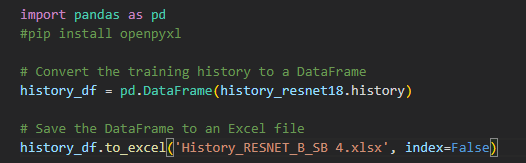 import pandas as pd
#pip install openpyxl
# Convert the training history to a DataFrame
history_df = pd.DataFrame(history_resnet18.history)
# Save the DataFrame to an Excel file
history_df.to_excel('History_RESNET_B_SB 4.xlsx', index=False)